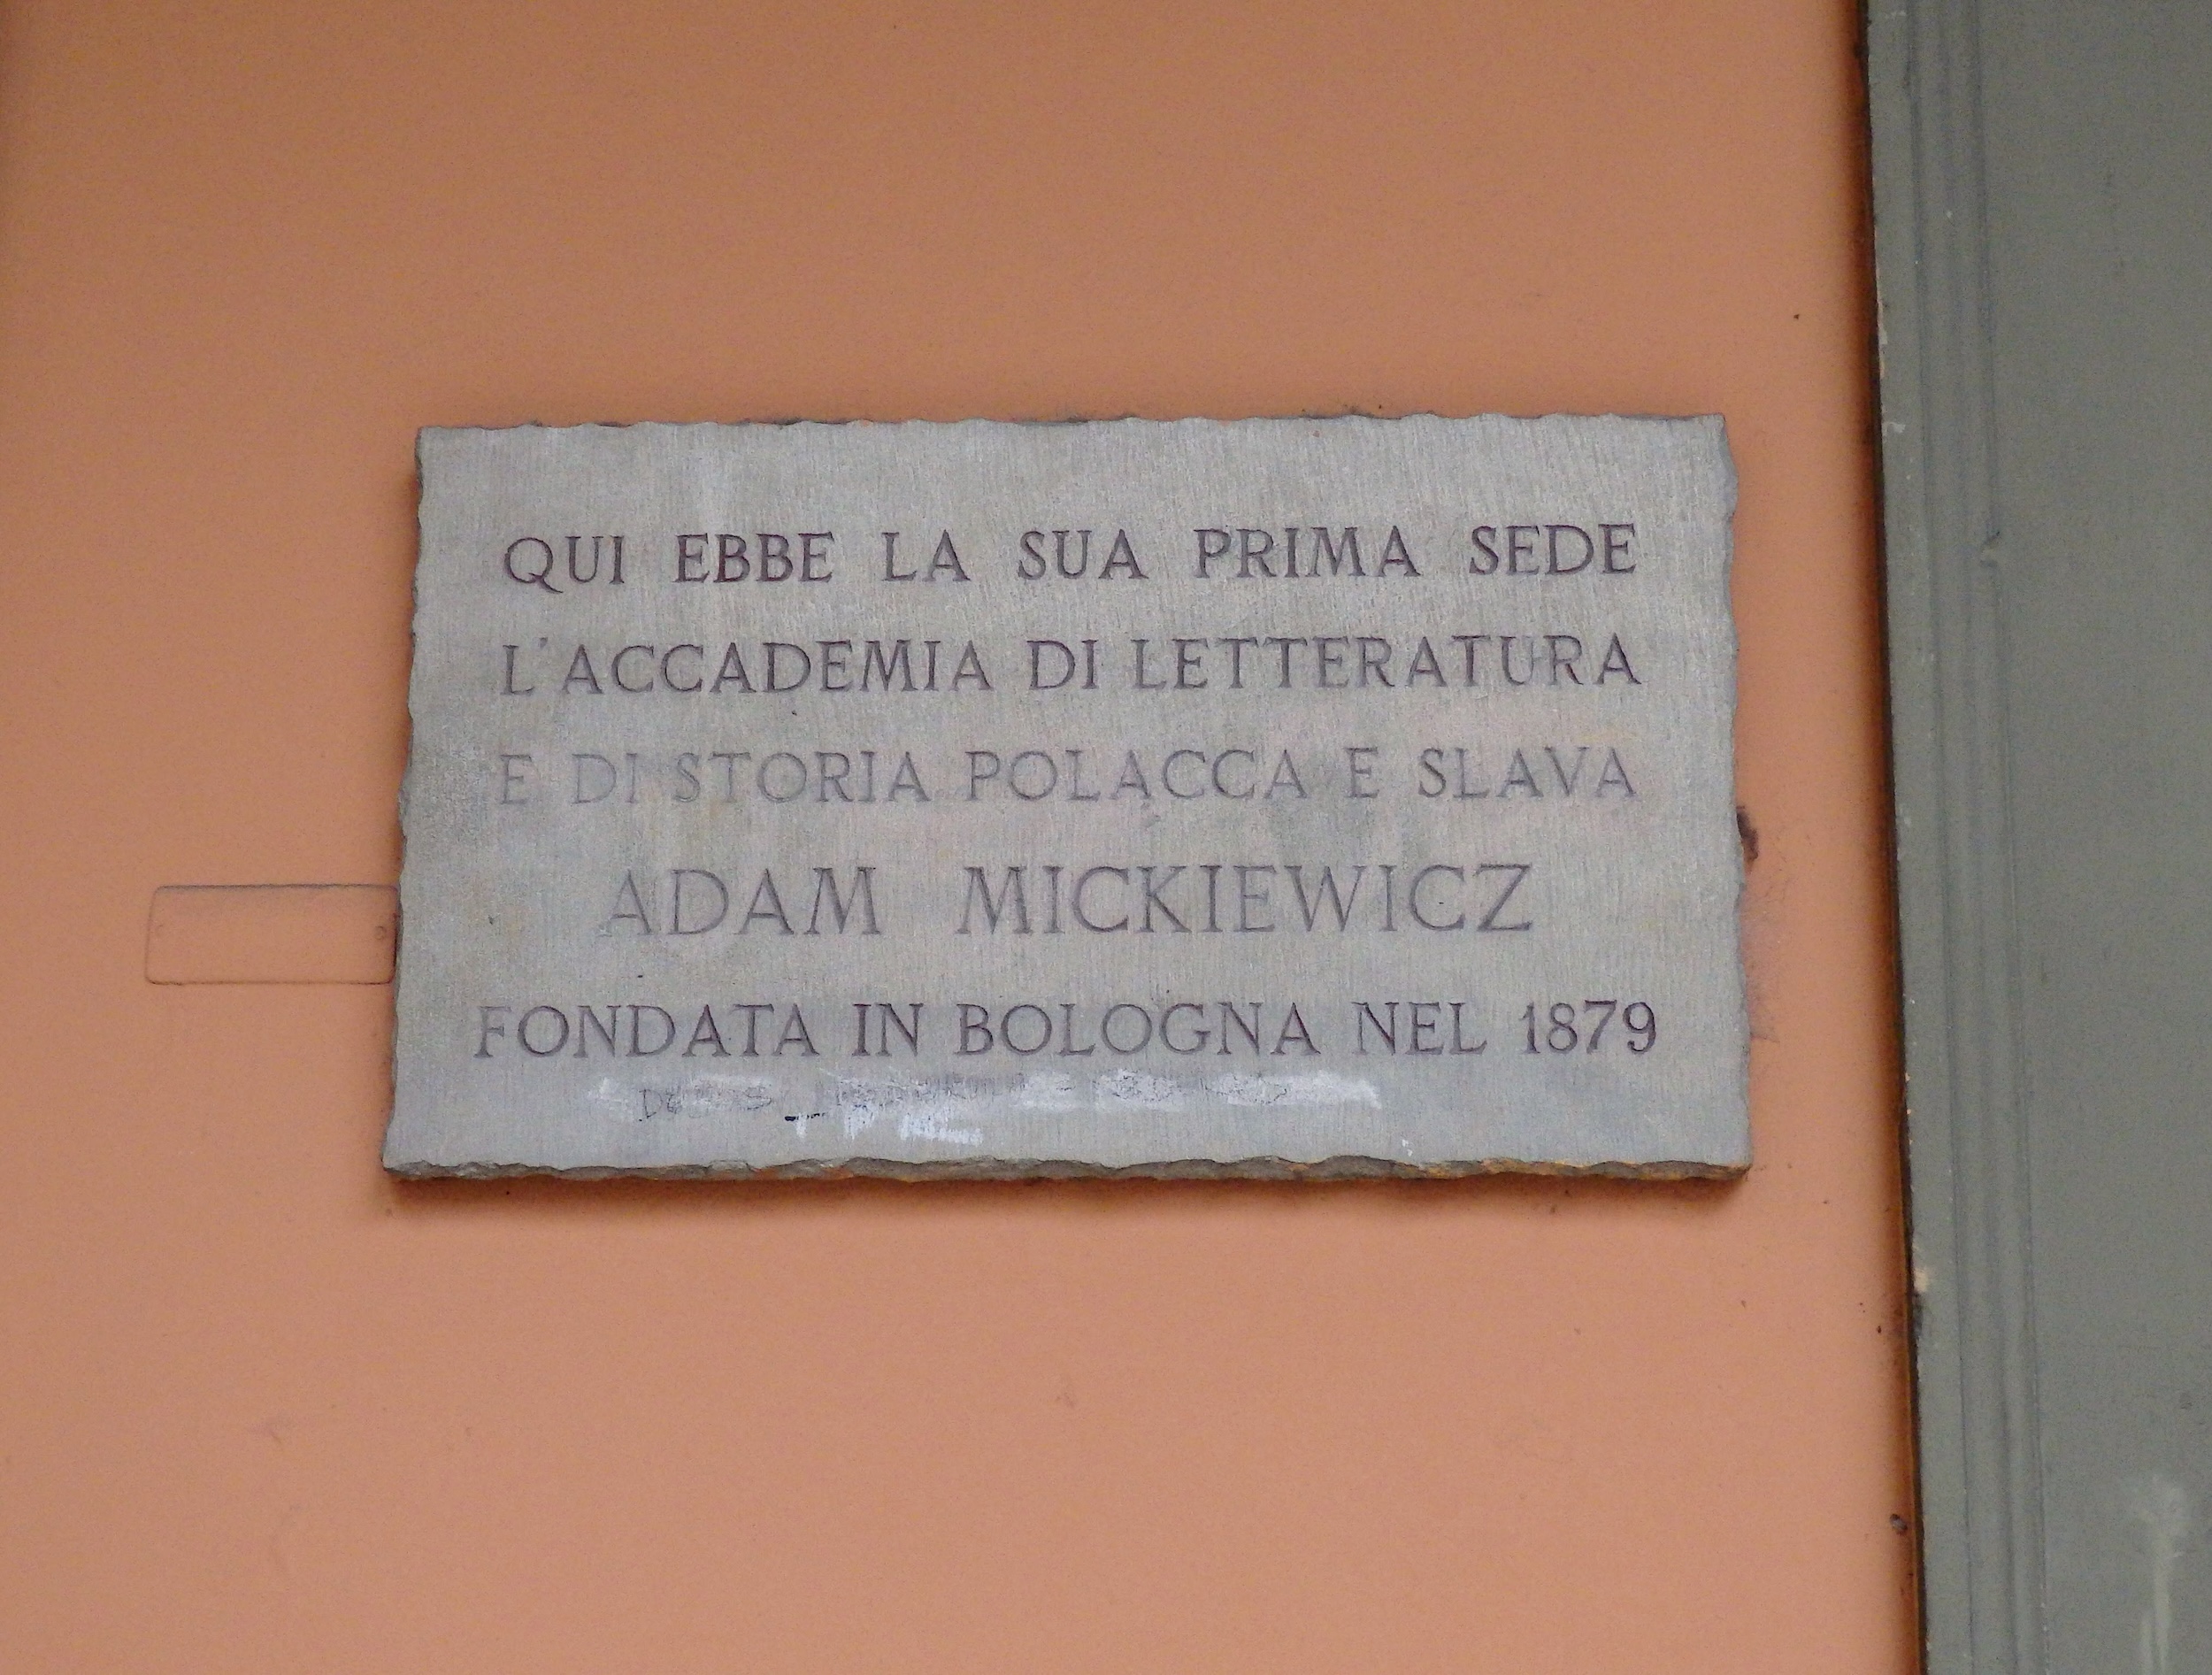 QUI EBBE LA SUA PRIMA SEDE
L'ACCADEMIA DI LETTERATURA
E DI STORIA POLACCA E SLAVA
ADAM MICKIEWICZ
FONDATA IN BOLOGNA NEL 1879